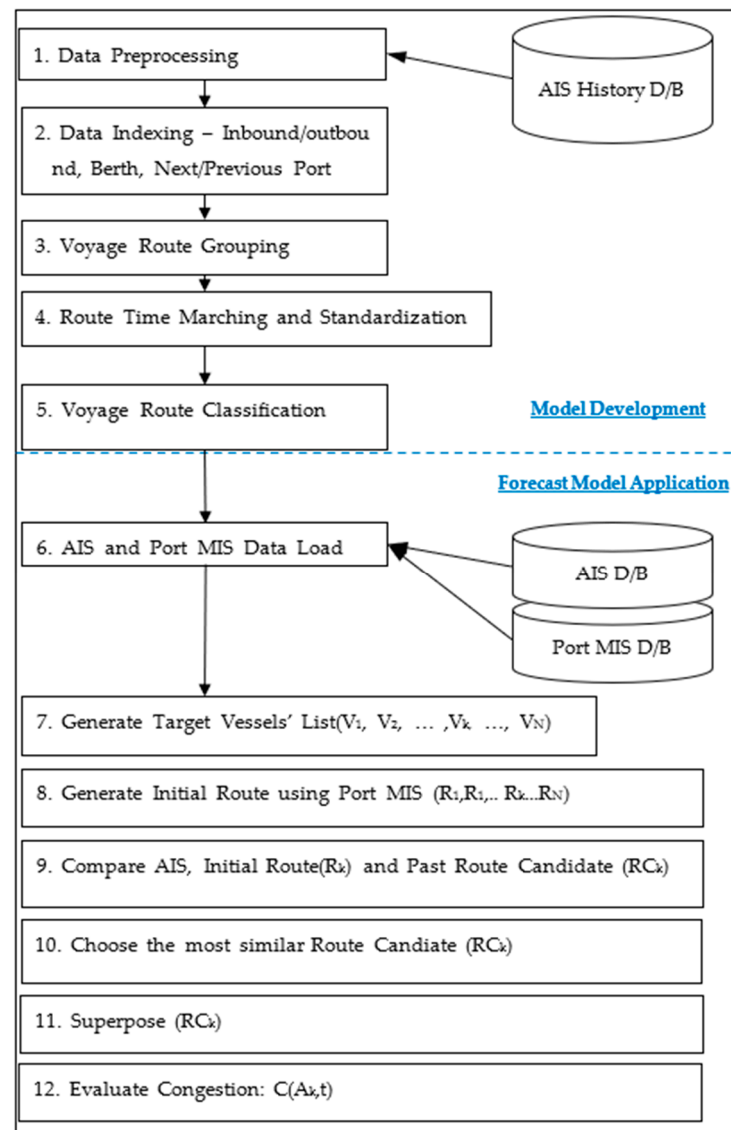 1. Data Preprocessing
AIS History D/B
2. Data Indexing – Inbound/outbou
nd, Berth, Next/Previous Port
3. Voyage Route Grouping
4. Route Time Marching and Standardization
5. Voyage Route Classification
Model Development
Forecast Model Application
6. AIS and Port MIS Data Load
AIS D/B
Port MIS D/B
7. Generate Target Vessels' List(V₁, V₂, … ,Vₖ …, V_N)
8. Generate Initial Route using Port MIS (R₁,R₁,.. Rₖ...R_N)
9. Compare AIS, Initial Route(Rₖ) and Past Route Candidate (RCₖ)
10. Choose the most similar Route Candiate (RCₖ)
11. Superpose (RCₖ)
12. Evaluate Congestion: C(Aₖ,t)